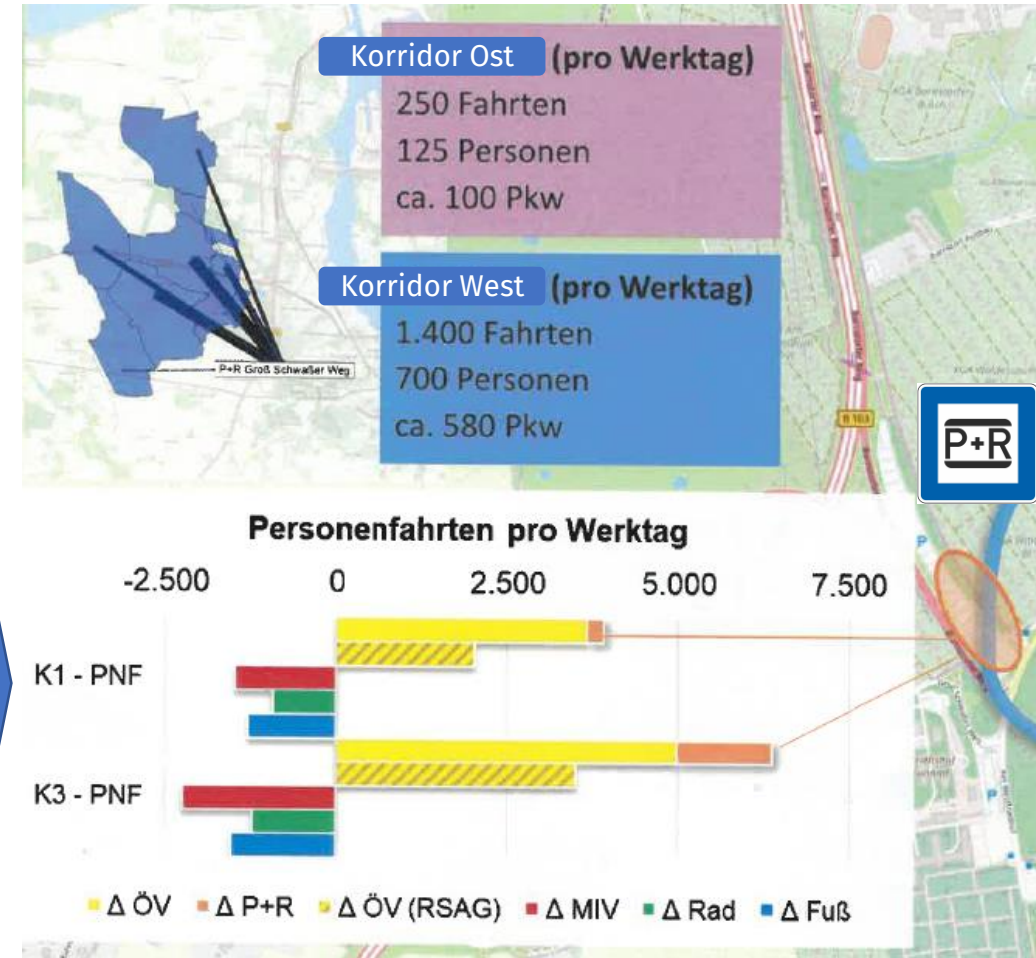 Korridor Ost (pro Werktag)
250 Fahrten
125 Personen
ca. 100 Pkw
Korridor West (pro Werktag)
1.400 Fahrten
700 Personen
ca. 580 Pkw
P+R Groß Schwaßer Weg
B 103
P+R
Personenfahrten pro Werktag
-2.500 0 2.500 5.000 7.500
K1 - PNF
K3 - PNF
Δ ÖV Δ P+R Δ ÖV (RSAG) Δ MIV Δ Rad Δ Fuß